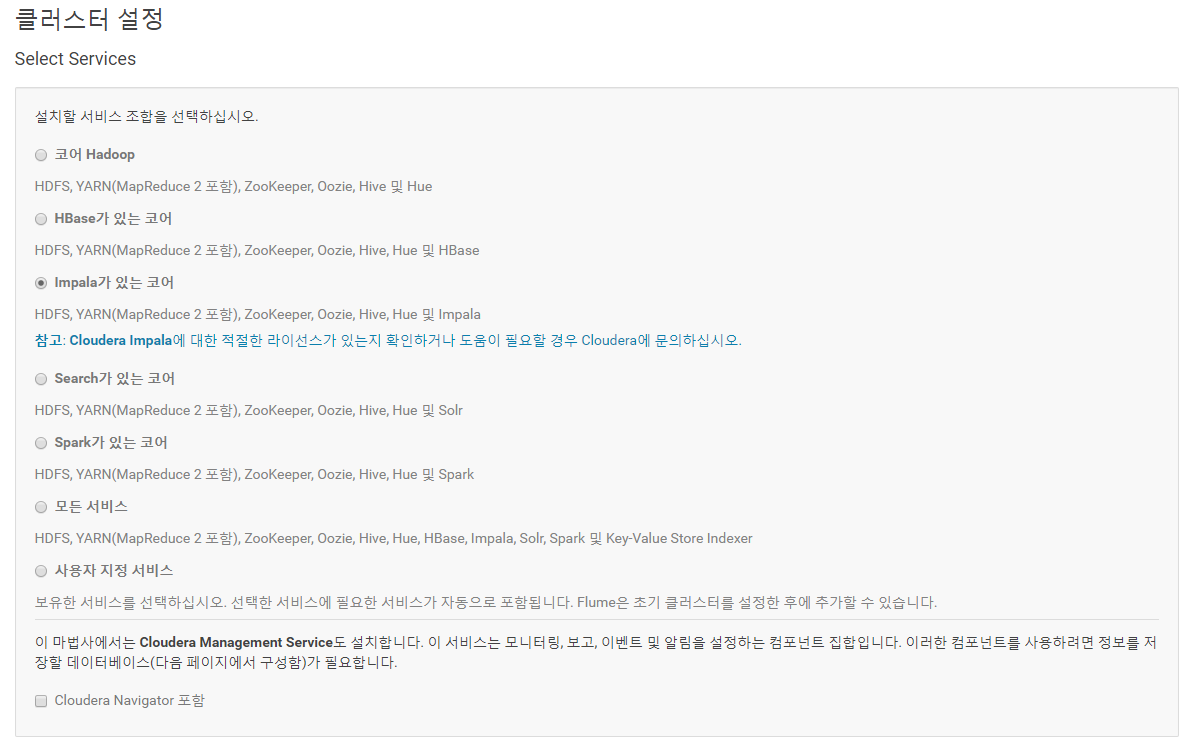 클러스터 설정
Select Services
설치할 서비스 조합을 선택하십시오.
코어 Hadoop
HDFS, YARN(MapReduce 2 포함), ZooKeeper, Oozie, Hive 및 Hue
HBase가 있는 코어
HDFS, YARN(MapReduce 2 포함), ZooKeeper, Oozie, Hive, Hue 및 HBase
Impala가 있는 코어
HDFS, YARN(MapReduce 2 포함), ZooKeeper, Oozie, Hive, Hue 및 Impala
참고: Cloudera Impala에 대한 적절한 라이선스가 있는지 확인하거나 도움이 필요할 경우 Cloudera에 문의하십시오.
Search가 있는 코어
HDFS, YARN(MapReduce 2 포함), ZooKeeper, Oozie, Hive, Hue 및 Solr
Spark가 있는 코어
HDFS, YARN(MapReduce 2 포함), ZooKeeper, Oozie, Hive, Hue 및 Spark
모든 서비스
HDFS, YARN(MapReduce 2 포함), ZooKeeper, Oozie, Hive, Hue, HBase, Impala, Solr, Spark 및 Key-Value Store Indexer
사용자 지정 서비스
보유한 서비스를 선택하십시오. 선택한 서비스에 필요한 서비스가 자동으로 포함됩니다. Flume은 초기 클러스터를 설정한 후에 추가할 수 있습니다.
이 마법사에서는 Cloudera Management Service도 설치합니다. 이 서비스는 모니터링, 보고, 이벤트 및 알림을 설정하는 컴포넌트 집합입니다. 이러한 컴포넌트를 사용하려면 정보를 저
장할 데이터베이스(다음 페이지에서 구성함)가 필요합니다.
Cloudera Navigator 포함